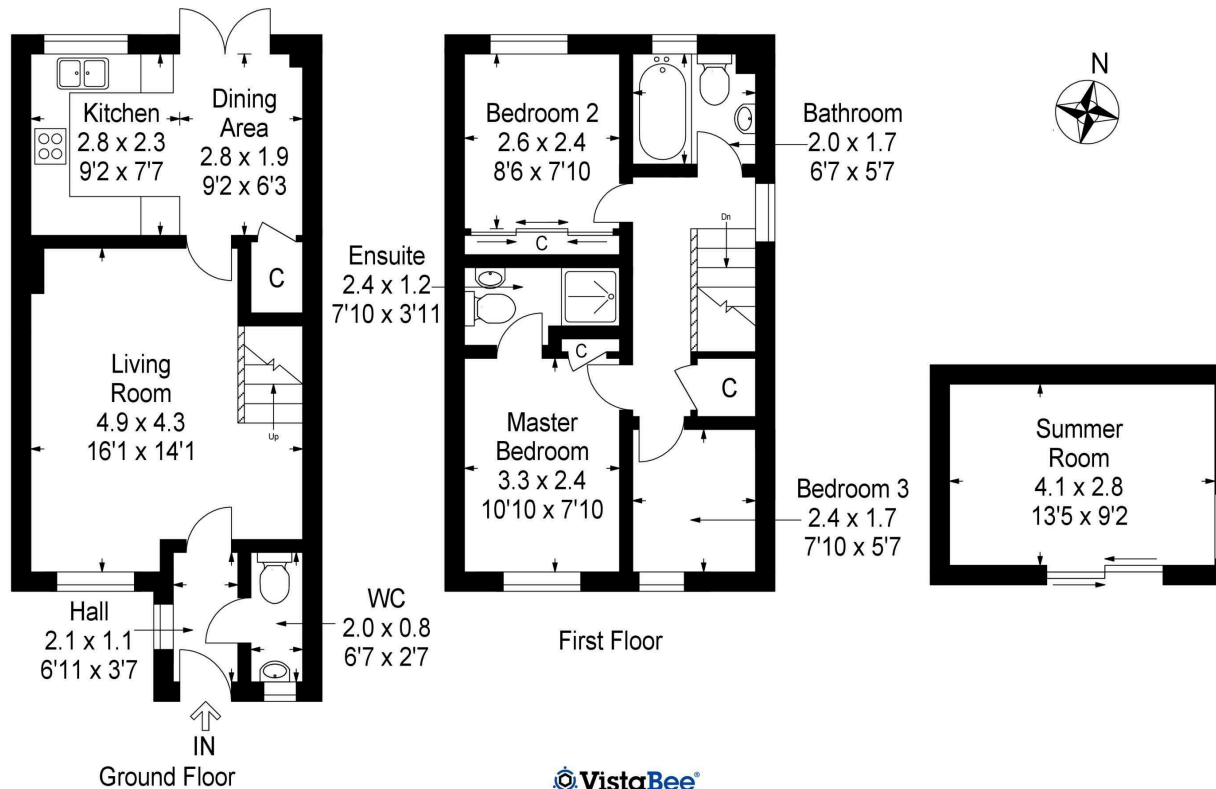 Kitchen
2.8 x 2.3
9'2 x 7'7
Dining
Area
2.8 x 1.9
9'2 x 6'3
C
Living
Room
4.9 x 4.3
16'1 x 14'1
Up
Hall
2.1 x 1.1
6'11 x 3'7
WC
2.0 x 0.8
6'7 x 2'7
IN
Ground Floor
Bedroom 2
2.6 x 2.4
8'6 x 7'10
C
Bathroom
2.0 x 1.7
6'7 x 5'7
Dn
Ensuite
2.4 x 1.2
7'10 x 3'11
C
C
Master
Bedroom
3.3 x 2.4
10'10 x 7'10
Bedroom 3
2.4 x 1.7
7'10 x 5'7
First Floor
N
Summer
Room
4.1 x 2.8
13'5 x 9'2
VistaBee®